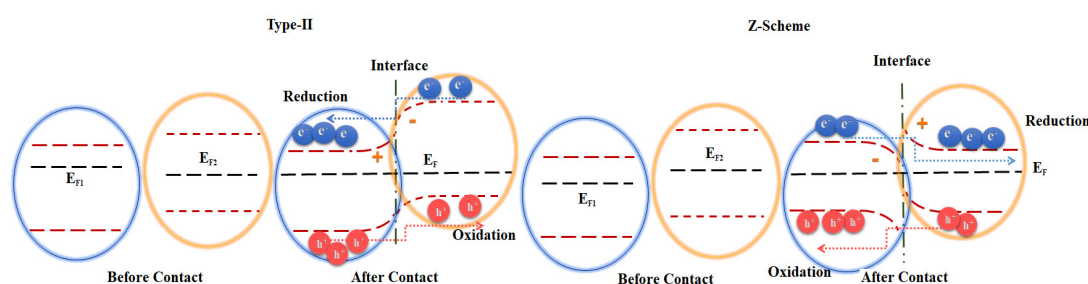 Type-II
Z-Scheme
Interface
Reduction
e⁻ e⁻
e⁻ e⁻ e⁻
-
+
E_F1
E_F2
E_F
h⁺ h⁺
h⁺ h⁺ h⁺
Oxidation
Before Contact
After Contact
Interface
e⁻ e⁻
+
e⁻ e⁻ e⁻
Reduction
-
E_F1
E_F2
E_F
h⁺ h⁺ h⁺
h⁺ h⁺
Oxidation
Before Contact
After Contact